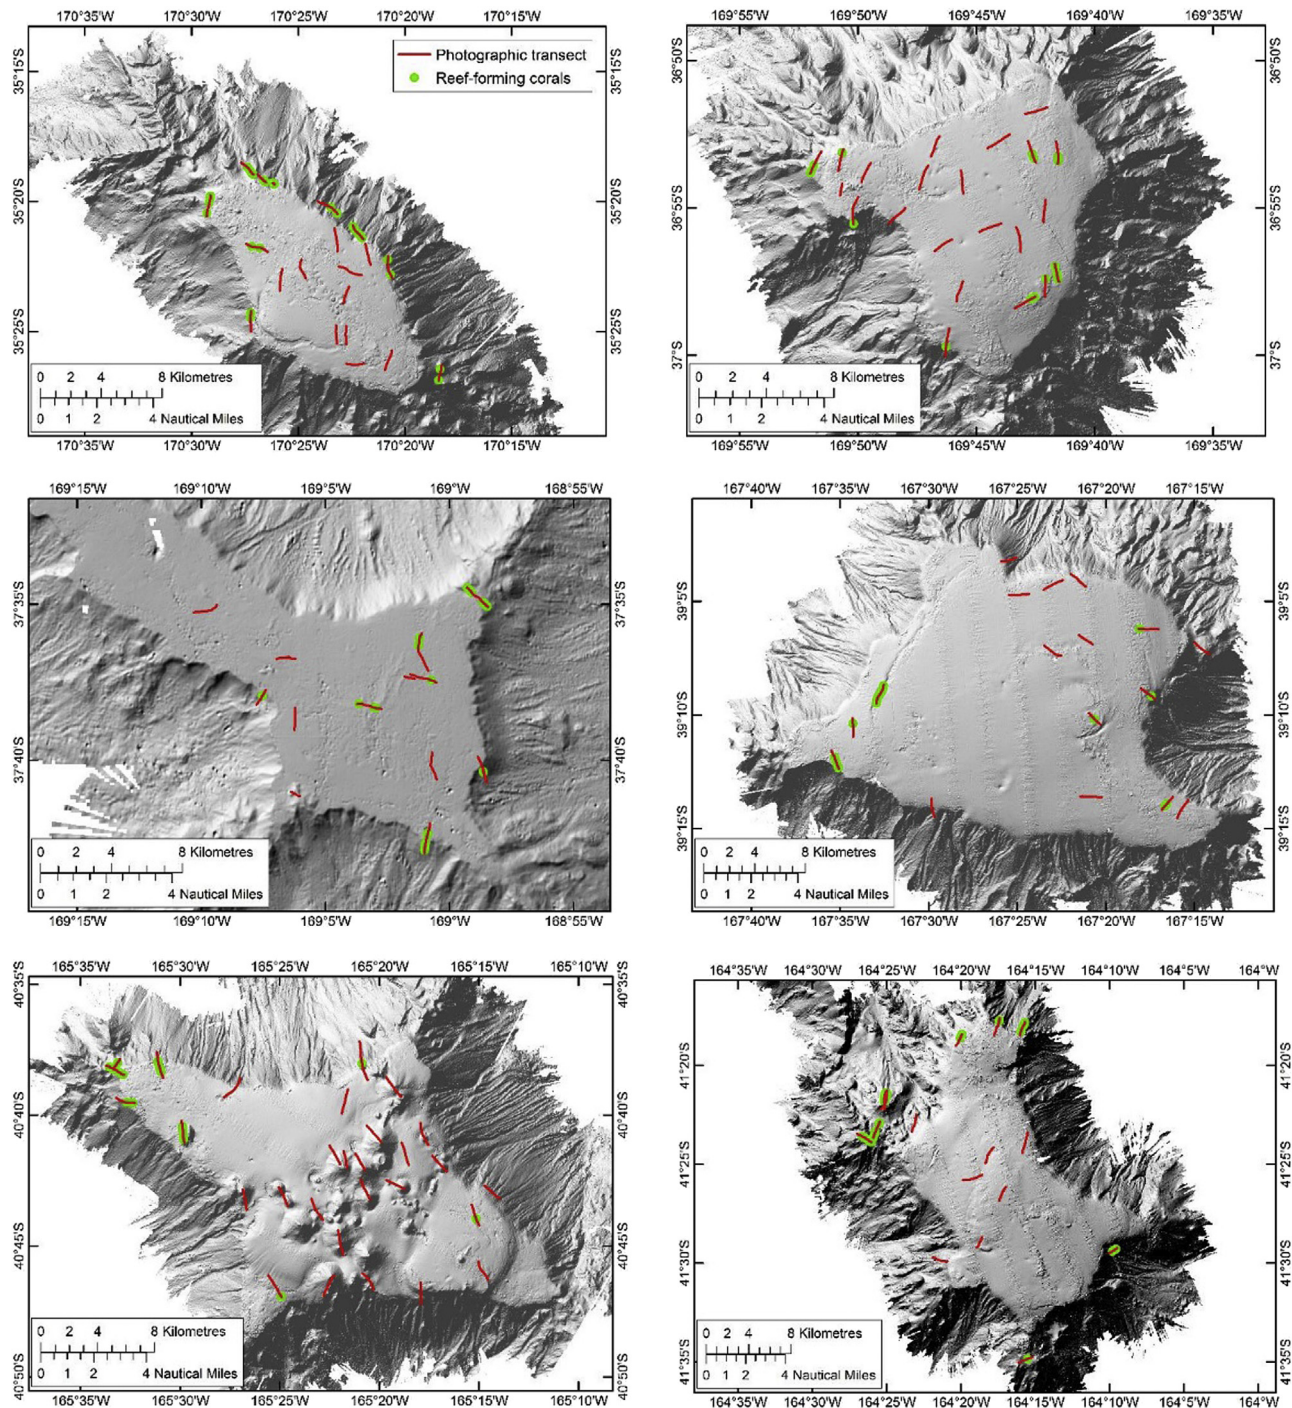 170°35'W 170°30'W 170°25'W 170°20'W 170°15'W
Photographic transect
Reef-forming corals
35°15'S 35°15'S
35°20'S 35°20'S
35°25'S 35°25'S
0 2 4 8 Kilometres
0 1 2 4 Nautical Miles
170°35'W 170°30'W 170°25'W 170°20'W 170°15'W
169°55'W 169°50'W 169°45'W 169°40'W 169°35'W
36°50'S 36°50'S
36°55'S 36°55'S
37°S 37°S
0 2 4 8 Kilometres
0 1 2 4 Nautical Miles
169°55'W 169°50'W 169°45'W 169°40'W 169°35'W
169°15'W 169°10'W 169°5'W 169°W 168°55'W
37°35'S 37°35'S
37°40'S 37°40'S
0 2 4 8 Kilometres
0 1 2 4 Nautical Miles
169°15'W 169°10'W 169°5'W 169°W 168°55'W
167°40'W 167°35'W 167°30'W 167°25'W 167°20'W 167°15'W
39°5'S 39°5'S
39°10'S 39°10'S
39°15'S 39°15'S
0 2 4 8 Kilometres
0 1 2 4 Nautical Miles
167°40'W 167°35'W 167°30'W 167°25'W 167°20'W 167°15'W
165°35'W 165°30'W 165°25'W 165°20'W 165°15'W 165°10'W
40°35'S 40°35'S
40°40'S 40°40'S
40°45'S 40°45'S
40°50'S 40°50'S
0 2 4 8 Kilometres
0 1 2 4 Nautical Miles
165°35'W 165°30'W 165°25'W 165°20'W 165°15'W 165°10'W
164°35'W 164°30'W 164°25'W 164°20'W 164°15'W 164°10'W 164°5'W 164°W
41°20'S 41°20'S
41°25'S 41°25'S
41°30'S 41°30'S
41°35'S 41°35'S
0 2 4 8 Kilometres
0 1 2 4 Nautical Miles
164°35'W 164°30'W 164°25'W 164°20'W 164°15'W 164°10'W 164°5'W 164°W